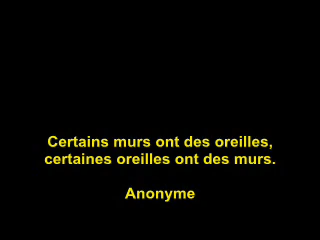 Certains murs ont des oreilles,
certaines oreilles ont des murs.
Anonyme